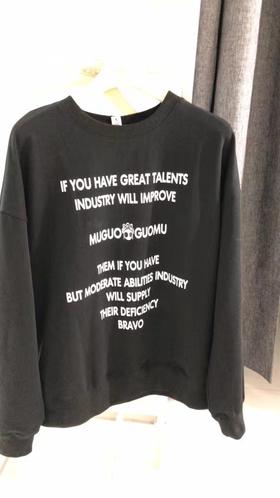 IF YOU HAVE GREAT TALENTS
INDUSTRY WILL IMPROVE
MUGUO GUOMU
THEM IF YOU HAVE
BUT MODERATE ABILITIES INDUSTRY
WILL SUPPLY
THEIR DEFICIENCY
BRAVO